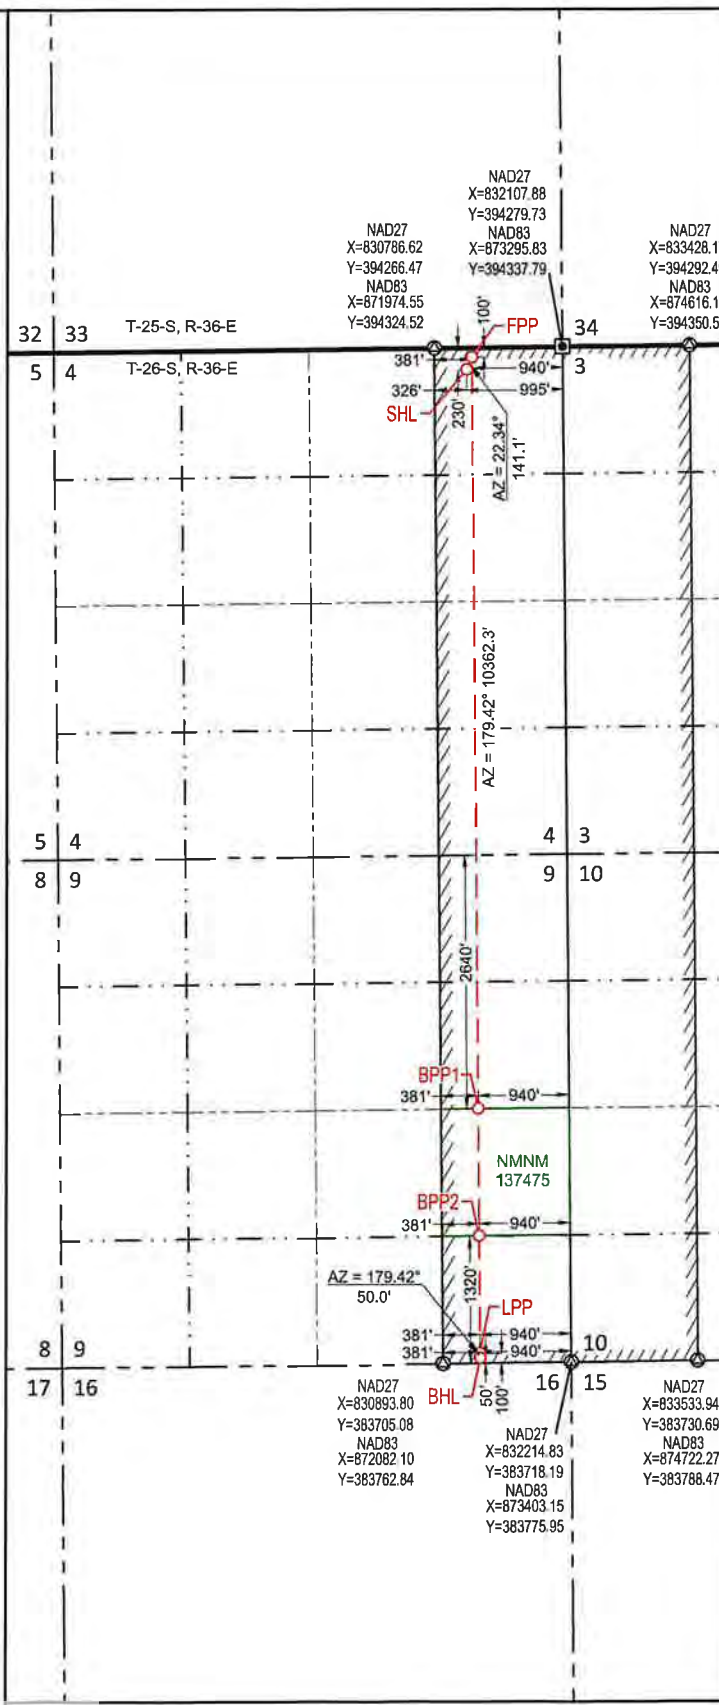 NAD27
X=832107.88
Y=394279.73
NAD83
X=873295.83
Y=394337.79
NAD27
X=830786.62
Y=394266.47
NAD83
X=871974.55
Y=394324.52
NAD27
X=833428.1
Y=394292.4
NAD83
X=874616.1
Y=394350.5
32 33
T-25-S, R-36-E
100'
FPP
34
5 4
T-26-S, R-36-E
381'
940'
3
326'
995'
SHL
230'
AZ = 22.34°
141.1'
AZ = 179.42° 10362.3'
5 4
4 3
8 9
9 10
2640'
BPP1
381'
940'
NMNM
137475
BPP2
381'
940'
AZ = 179.42°
50.0'
1320'
LPP
381'
940'
8 9
381'
940'
10
17 16
BHL
50'
100'
16 15
NAD27
X=830893.80
Y=383705.08
NAD83
X=872082.10
Y=383762.84
NAD27
X=832214.83
Y=383718.19
NAD83
X=873403.15
Y=383775.95
NAD27
X=833533.94
Y=383730.69
NAD83
X=874722.27
Y=383788.47